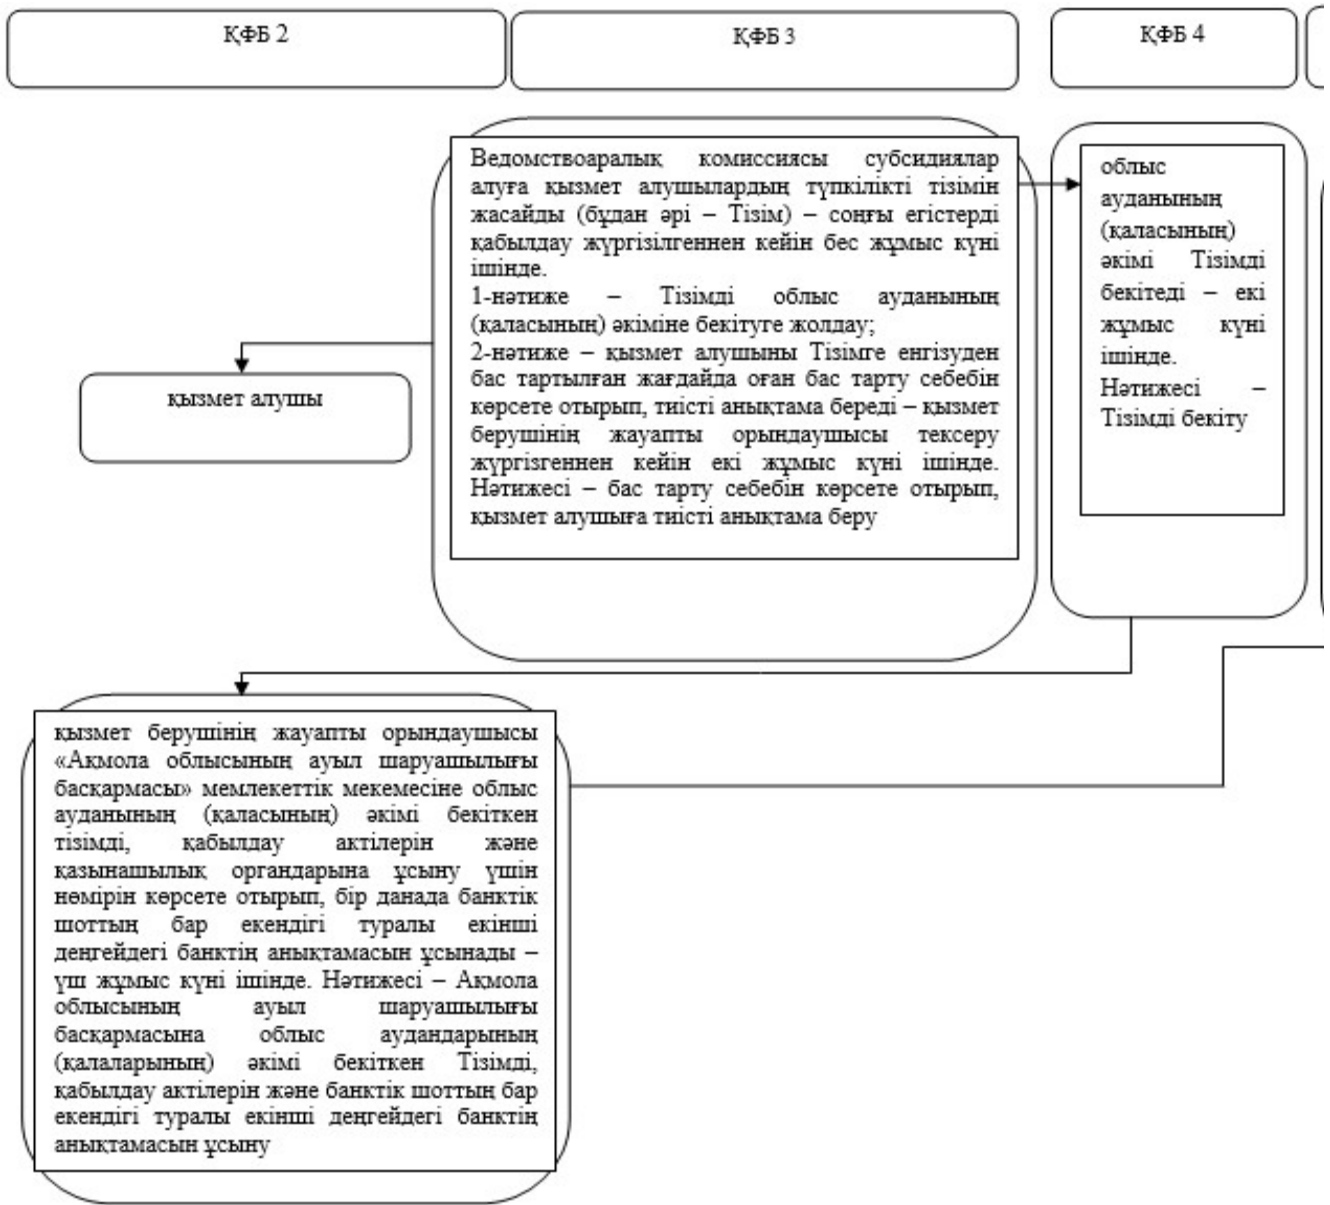 ҚФБ 2
ҚФБ 3
ҚФБ 4
Ведомствоаралық комиссиясы субсидиялар
алуға қызмет алушылардың түпкілікті тізімін
жасайды (бұдан әрі – Тізім) – соңғы егістерді
қабылдау жүргізілгеннен кейін бес жұмыс күні
ішінде.
1-нәтиже – Тізімді облыс ауданының
(қаласының) әкіміне бекітуге жолдау;
2-нәтиже – қызмет алушыны Тізімге енгізуден
бас тартылған жағдайда оған бас тарту себебін
көрсете отырып, тиісті анықтама береді – қызмет
берушінің жауапты орындаушысы тексеру
жүргізгеннен кейін екі жұмыс күні ішінде.
Нәтижесі – бас тарту себебін көрсете отырып,
қызмет алушыға тиісті анықтама беру
облыс
ауданының
(қаласының)
әкімі Тізімді
бекітеді – екі
жұмыс күні
ішінде.
Нәтижесі –
Тізімді бекіту
қызмет алушы
қызмет берушінің жауапты орындаушысы
«Ақмола облысының ауыл шаруашылығы
басқармасы» мемлекеттік мекемесіне облыс
ауданының (қаласының) әкімі бекіткен
тізімді, қабылдау актілерін және
қазынашылық органдарына ұсыну үшін
нөмірін көрсете отырып, бір данада банктік
шоттың бар екендігі туралы екінші
деңгейдегі банктің анықтамасын ұсынады –
үш жұмыс күні ішінде. Нәтижесі – Ақмола
облысының ауыл шаруашылығы
басқармасына облыс аудандарының
(қалаларының) әкімі бекіткен Тізімді,
қабылдау актілерін және банктік шоттың бар
екендігі туралы екінші деңгейдегі банктің
анықтамасын ұсыну